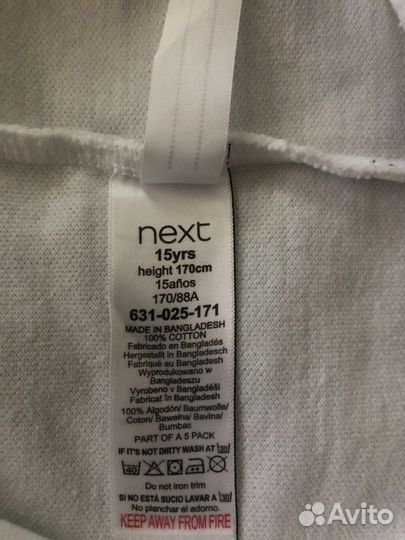 next
15yrs
height 170cm
15años
170/88A
631-025-171
MADE IN BANGLADESH
100% COTTON
Fabricado en Bangladés
Hergestellt in Bangladesch
Fabriqué au Bangladesh
Wyprodukowano w
Bangladeszu
Vyrobeno v Bangladéši
Fabricat în Bangladesh
100% Algodón/ Baumwolle/
Coton/ Bawełna/ Bavlna/
Bumbac
PART OF A 5 PACK
IF IT'S NOT DIRTY WASH AT 30
40
Do not iron trim
SI NO ESTÁ SUCIO LAVAR A 30
No planchar el adorno.
KEEP AWAY FROM FIRE
Avito